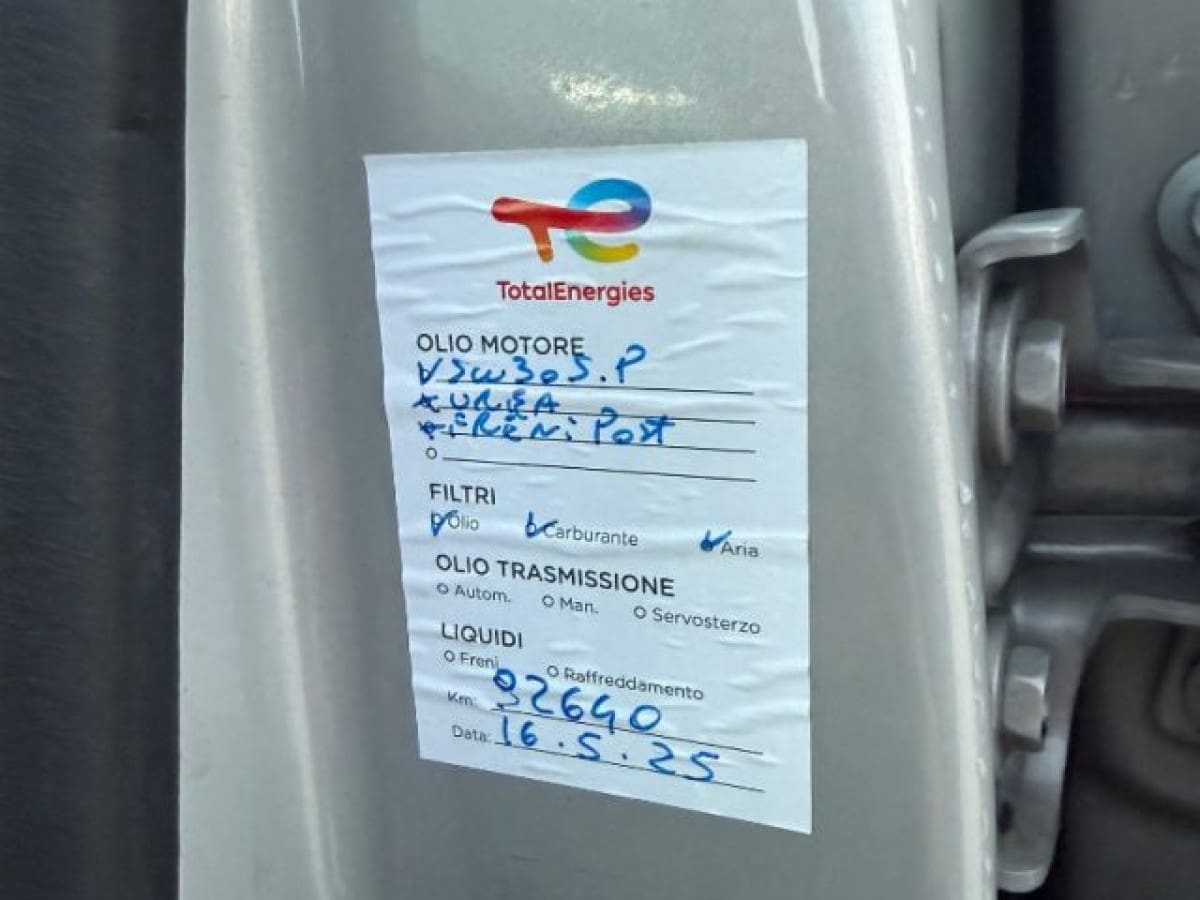 TotalEnergies
OLIO MOTORE
5w30 S.P
UREA
FRENi Post
FILTRI
Olio Carburante Aria
OLIO TRASMISSIONE
Autom. Man. Servosterzo
LIQUIDI
Freni Raffreddamento
Km: 92640
Data: 16.5.25